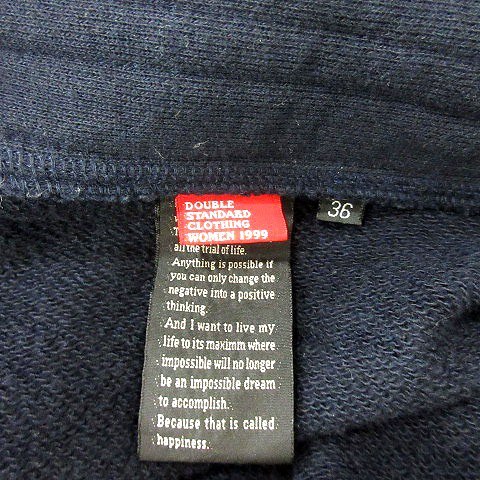 DOUBLE
STANDARD
CLOTHING
WOMEN 1999
36
all the trial of life.
Anything is possible if
you can only change the
negative into a positive
thinking.
And I want to live my
life to its maximm where
impossible will no longer
be an impossible dream
to accomplish.
Because that is called
happiness.